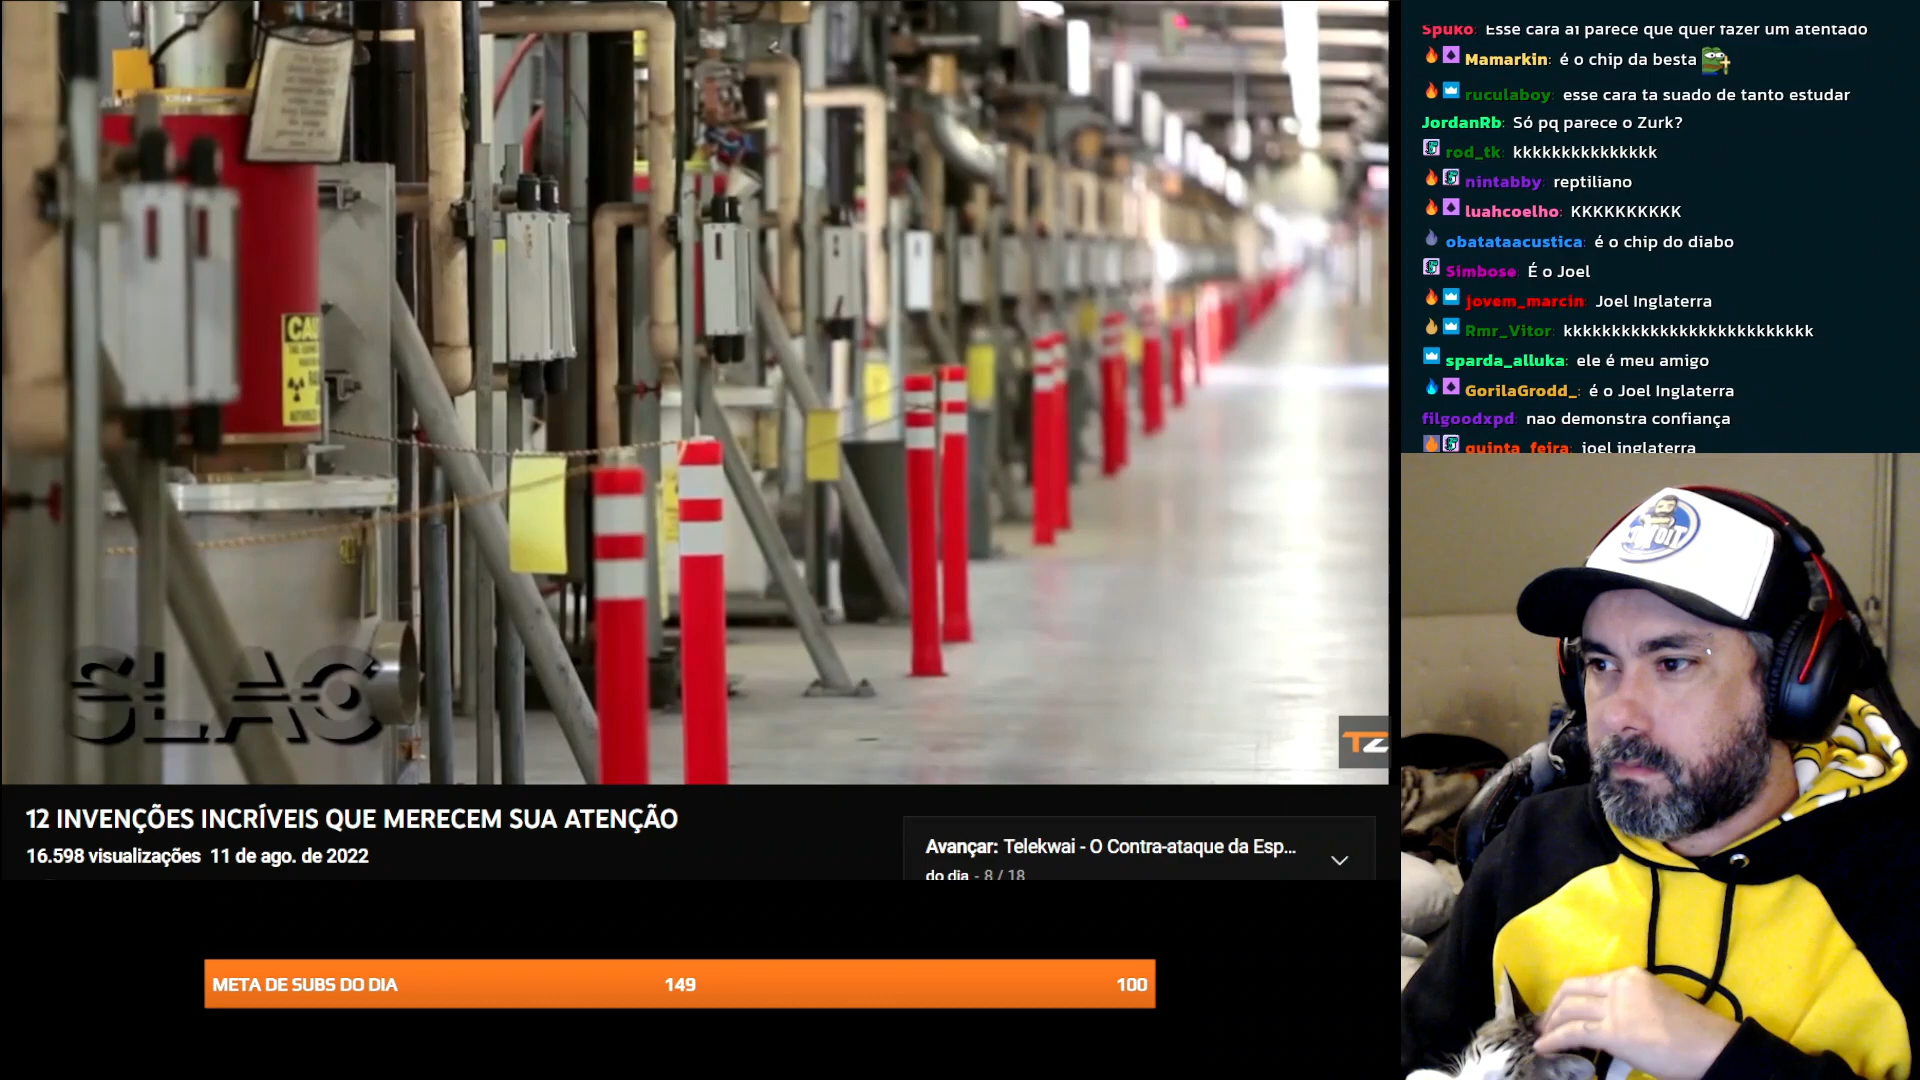 Spuko: Esse cara aí parece que quer fazer um atentado
Mamarkin: é o chip da besta
ruculaboy: esse cara ta suado de tanto estudar
JordanRb: Só pq parece o Zurk?
rod_tk: kkkkkkkkkkkkkkk
nintabby: reptiliano
luahcoelho: KKKKKKKKKK
obatataacustica: é o chip do diabo
Simbose: É o Joel
jovem_marcin: Joel Inglaterra
Rmr_Vitor: kkkkkkkkkkkkkkkkkkkkkkkkkk
sparda_alluka: ele é meu amigo
GorilaGrodd_: é o Joel Inglaterra
filgoodxpd: nao demonstra confiança
quinta_feira: joel inglaterra
SLAC
TZ
12 INVENÇÕES INCRÍVEIS QUE MERECEM SUA ATENÇÃO
16.598 visualizações 11 de ago. de 2022
Avançar: Telekwai - O Contra-ataque da Esp...
do dia - 8 / 18
META DE SUBS DO DIA 149 100